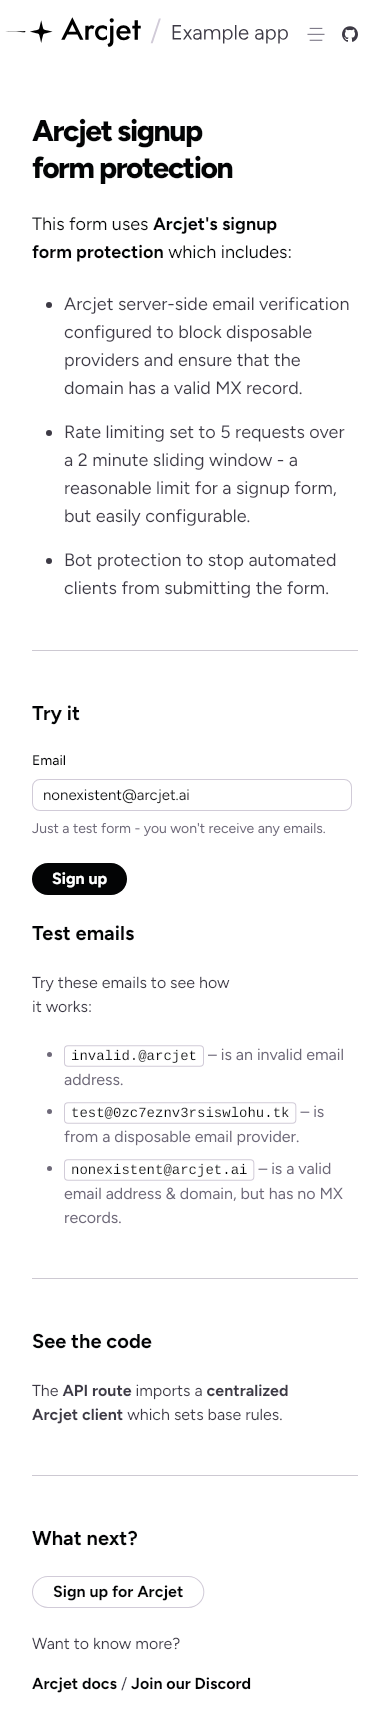 Arcjet / Example app
Arcjet signup
form protection
This form uses Arcjet's signup
form protection which includes:
• Arcjet server-side email verification
configured to block disposable
providers and ensure that the
domain has a valid MX record.
• Rate limiting set to 5 requests over
a 2 minute sliding window - a
reasonable limit for a signup form,
but easily configurable.
• Bot protection to stop automated
clients from submitting the form.
Try it
Email
nonexistent@arcjet.ai
Just a test form - you won't receive any emails.
Sign up
Test emails
Try these emails to see how
it works:
• invalid.@arcjet – is an invalid email
address.
• test@0zc7eznv3rsiswlohu.tk – is
from a disposable email provider.
• nonexistent@arcjet.ai – is a valid
email address & domain, but has no MX
records.
See the code
The API route imports a centralized
Arcjet client which sets base rules.
What next?
Sign up for Arcjet
Want to know more?
Arcjet docs / Join our Discord